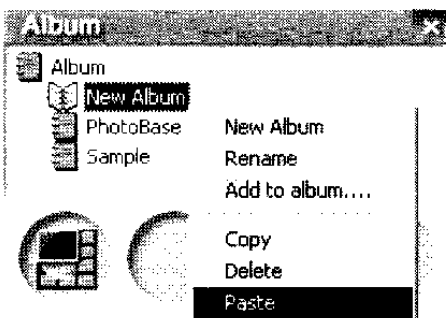 Album
Album
New Album
PhotoBase
Sample
New Album
Rename
Add to album....
Copy
Delete
Paste